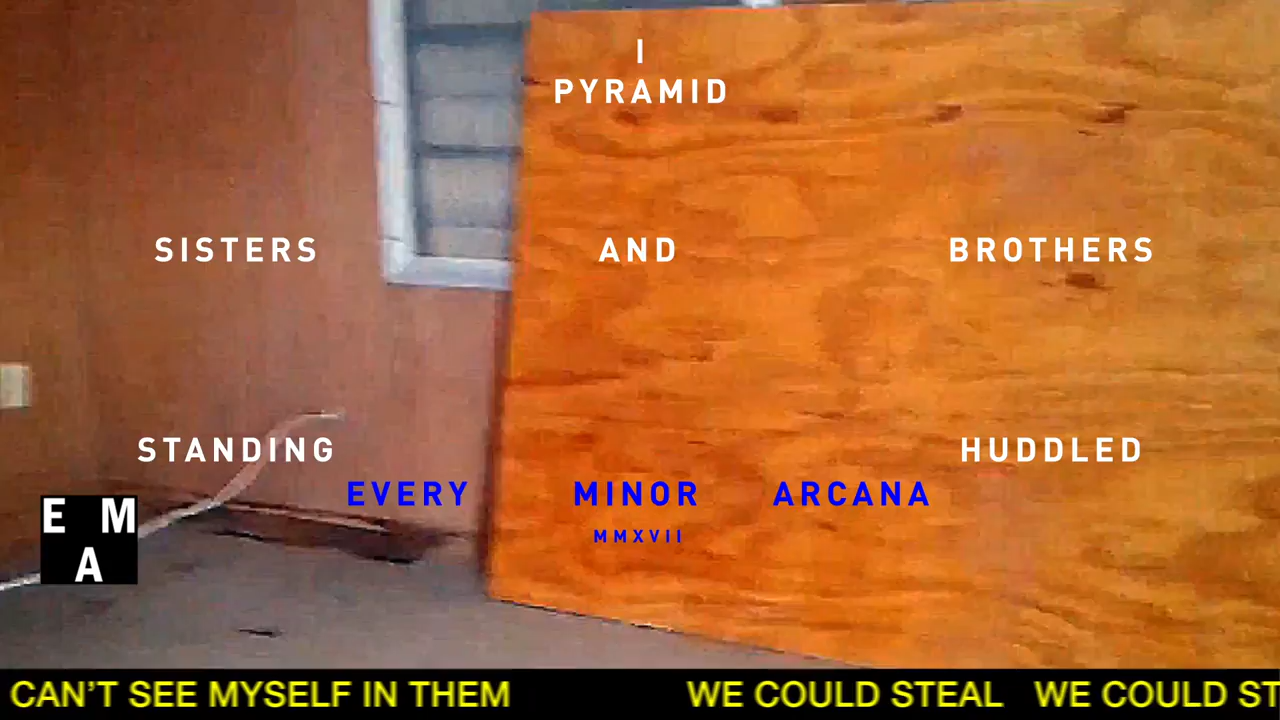 I
PYRAMID
SISTERS AND BROTHERS
STANDING HUDDLED
EVERY MINOR ARCANA
MMXVII
E M
A
CAN'T SEE MYSELF IN THEM WE COULD STEAL WE COULD ST